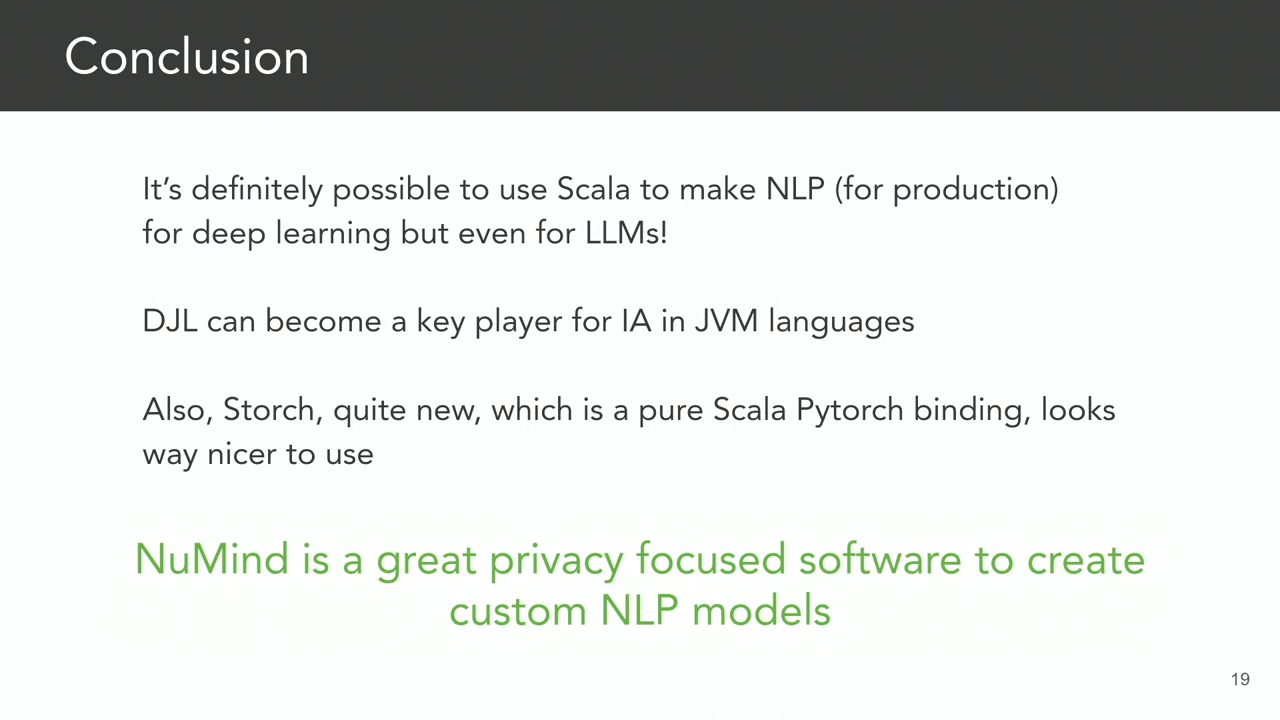 Conclusion
It’s definitely possible to use Scala to make NLP (for production)
for deep learning but even for LLMs!
DJL can become a key player for IA in JVM languages
Also, Storch, quite new, which is a pure Scala Pytorch binding, looks
way nicer to use
NuMind is a great privacy focused software to create
custom NLP models
19